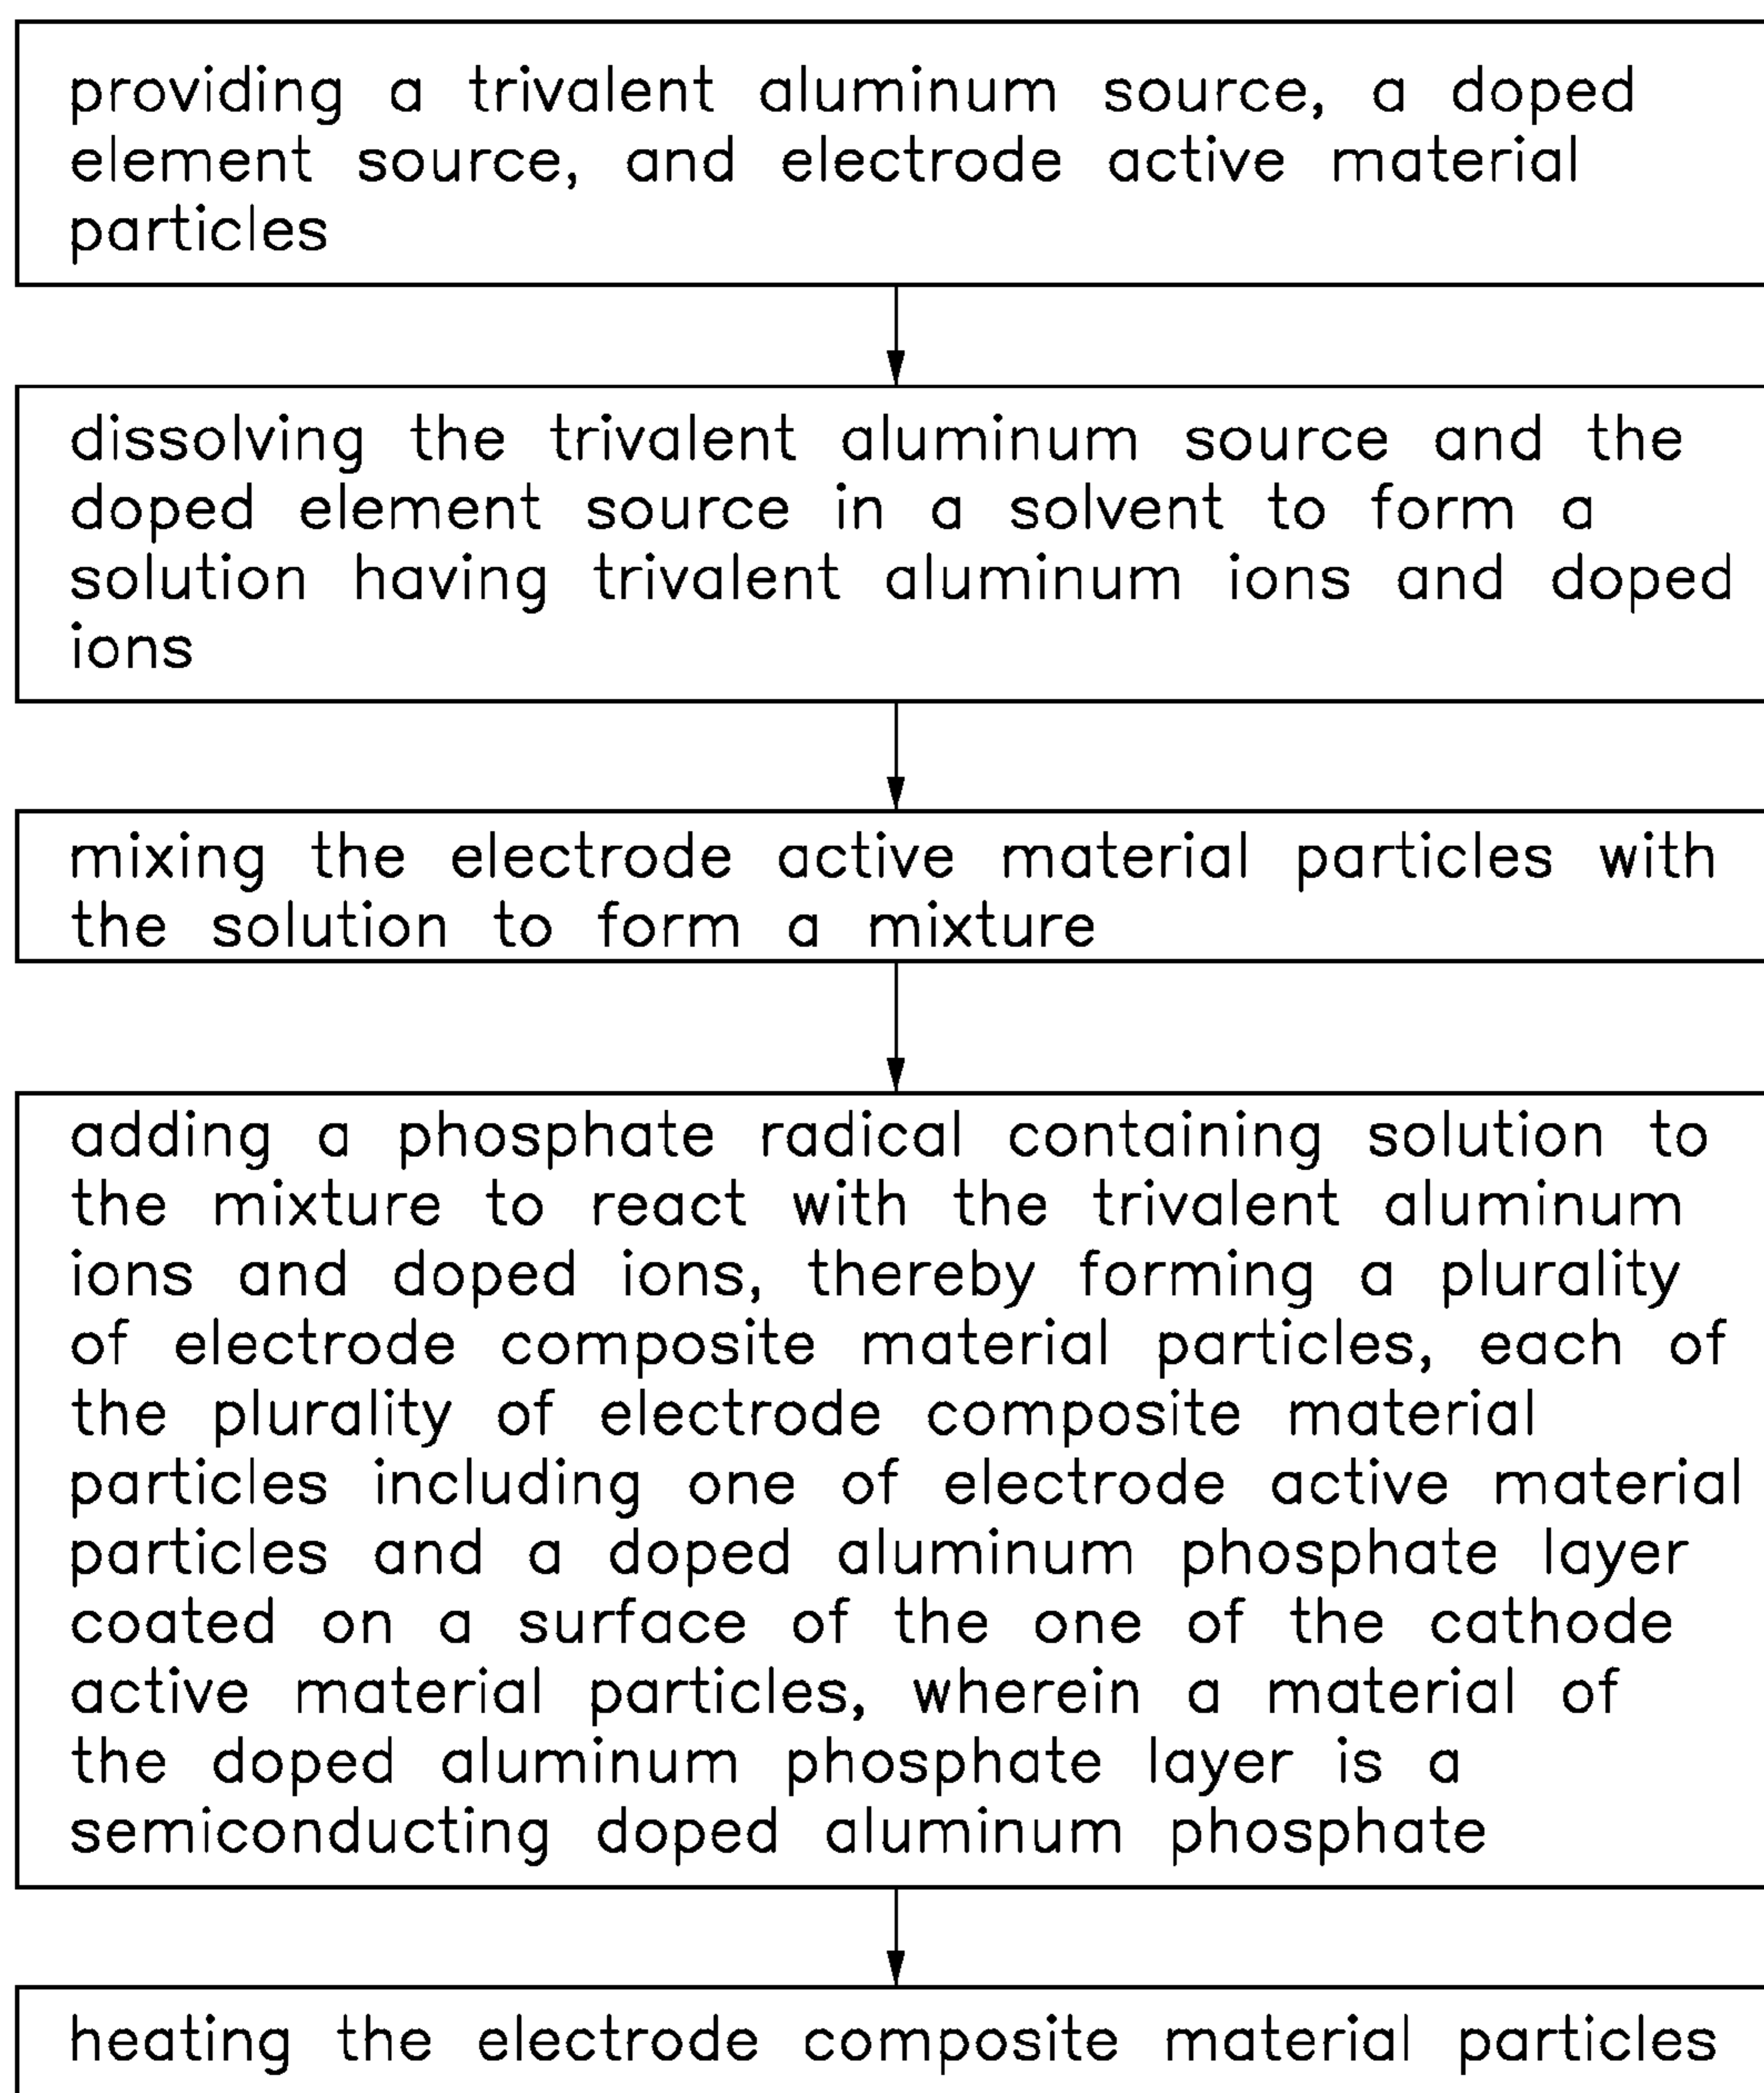 providing a trivalent aluminum source, a doped
element source, and electrode active material
particles
dissolving the trivalent aluminum source and the
doped element source in a solvent to form a
solution having trivalent aluminum ions and doped
ions
mixing the electrode active material particles with
the solution to form a mixture
adding a phosphate radical containing solution to
the mixture to react with the trivalent aluminum
ions and doped ions, thereby forming a plurality
of electrode composite material particles, each of
the plurality of electrode composite material
particles including one of electrode active material
particles and a doped aluminum phosphate layer
coated on a surface of the one of the cathode
active material particles, wherein a material of
the doped aluminum phosphate layer is a
semiconducting doped aluminum phosphate
heating the electrode composite material particles